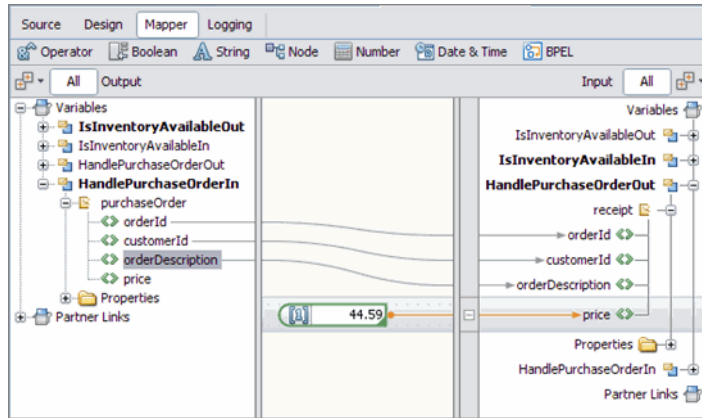 Source Design Mapper Logging
Operator Boolean String Node Number Date & Time BPEL
All Output Input All
Variables
IsInventoryAvailableOut
IsInventoryAvailableIn
HandlePurchaseOrderOut
HandlePurchaseOrderIn
purchaseOrder
orderId
customerId
orderDescription
price
Properties
Partner Links
[1] 44.59
Variables
IsInventoryAvailableOut
IsInventoryAvailableIn
HandlePurchaseOrderOut
receipt
orderId
customerId
orderDescription
price
Properties
HandlePurchaseOrderIn
Partner Links